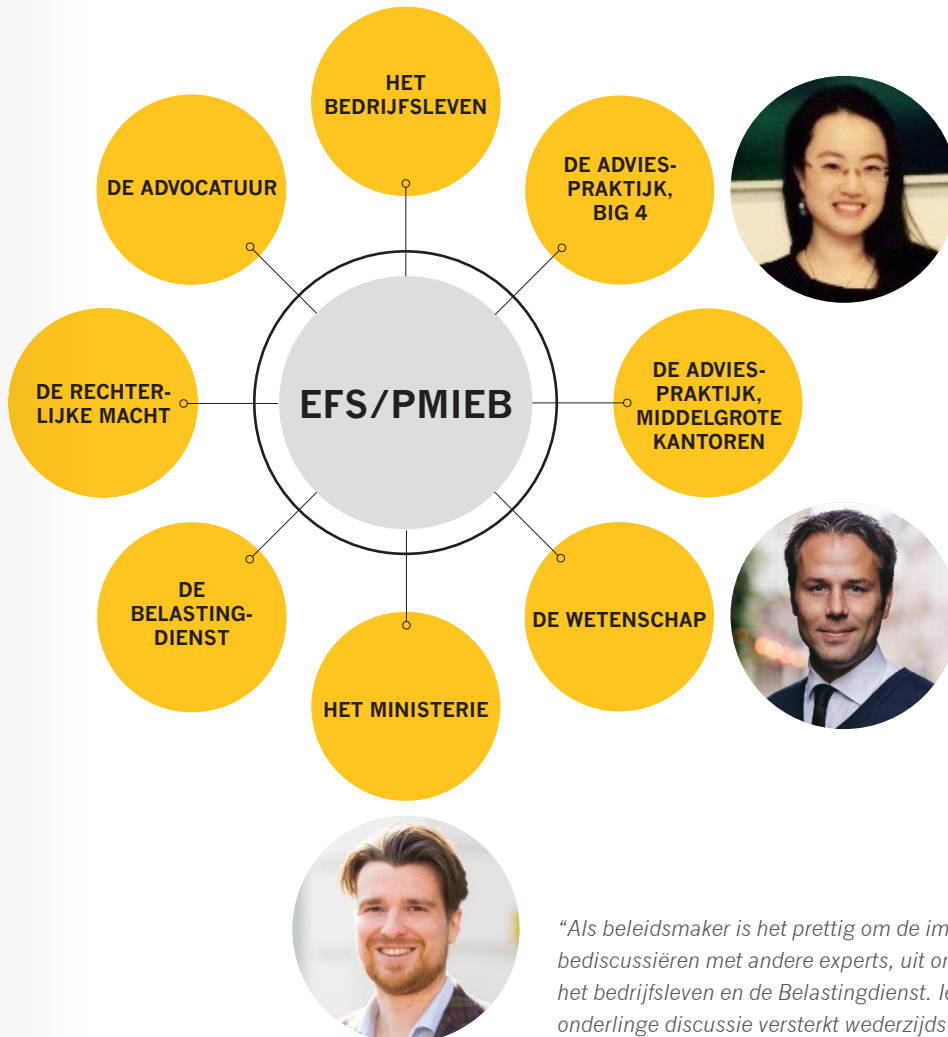 HET
BEDRIJFSLEVEN
DE ADVOCATUUR
DE ADVIES-
PRAKTIJK,
BIG 4
DE RECHTER-
LIJKE MACHT
EFS/PMIEB
DE ADVIES-
PRAKTIJK,
MIDDELGROTE
KANTOREN
DE
BELASTING-
DIENST
DE WETENSCHAP
HET MINISTERIE
“Als beleidsmaker is het prettig om de
bediscussiëren met andere experts, uit
het bedrijfsleven en de Belastingdienst.
onderlinge discussie versterkt wederzijds